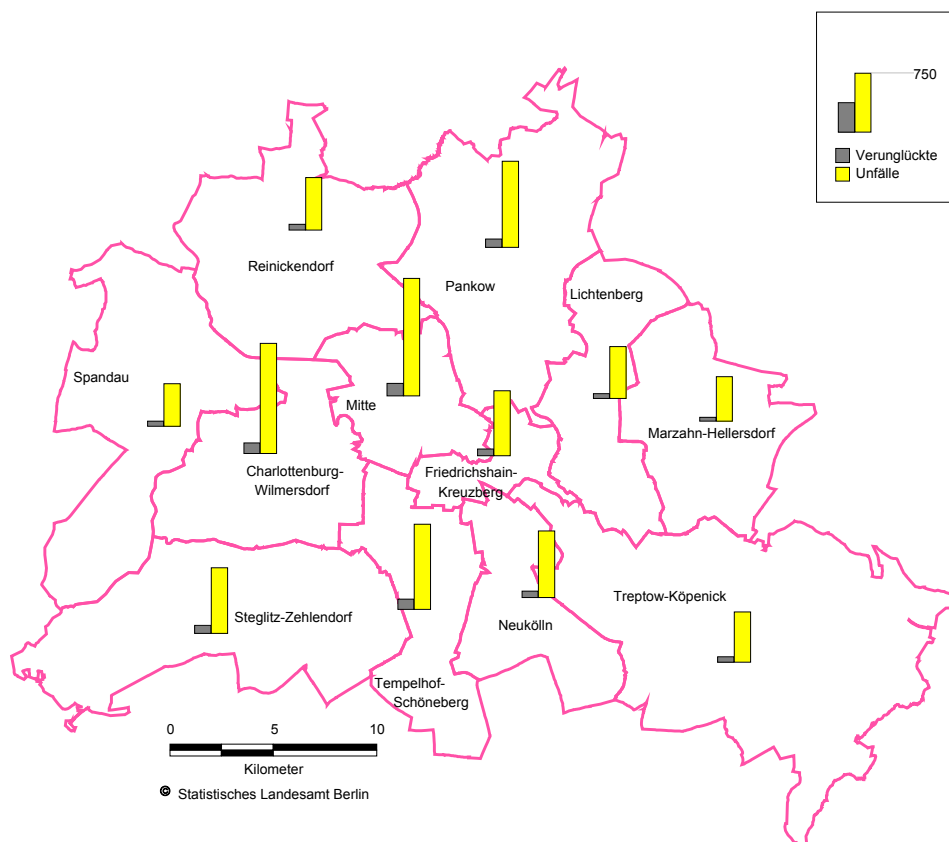 750
Verunglückte
Unfälle
Reinickendorf
Pankow
Lichtenberg
Spandau
Mitte
Marzahn-Hellersdorf
Charlottenburg-
Wilmersdorf
Friedrichshain-
Kreuzberg
Steglitz-Zehlendorf
Neukölln
Treptow-Köpenick
Tempelhof-
Schöneberg
0 5 10
Kilometer
© Statistisches Landesamt Berlin